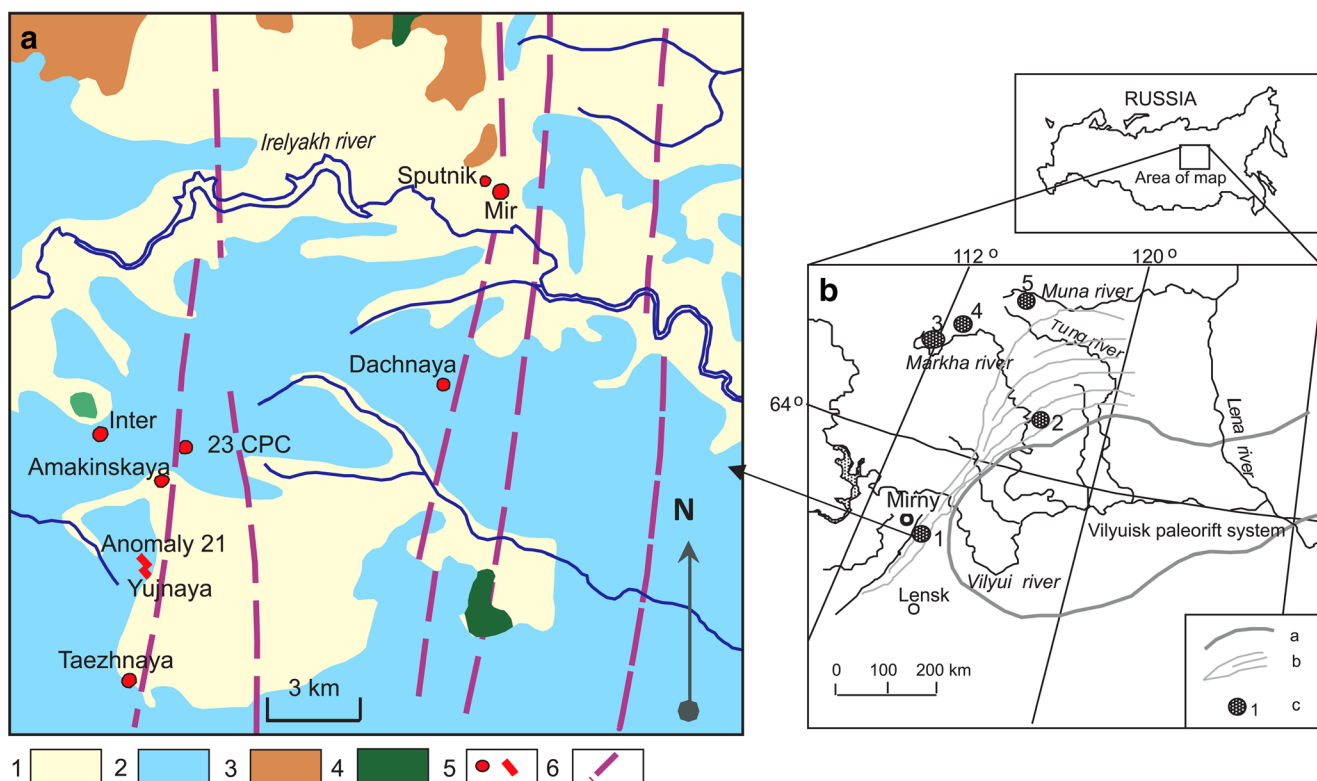 a
Irelyakh river
Sputnik
Mir
Dachnaya
Inter
23 CPC
Amakinskaya
Anomaly 21
Yujnaya
Taezhnaya
3 km
N
1 2 3 4 5 6
RUSSIA
Area of map
112 o
120 o
b
5
Muna river
4
3
Tung river
Markha river
64 o
2
Lena river
Mirny
1
Vilyuisk paleorift system
Vilyui river
Lensk
0 100 200 km
a
b
1 c